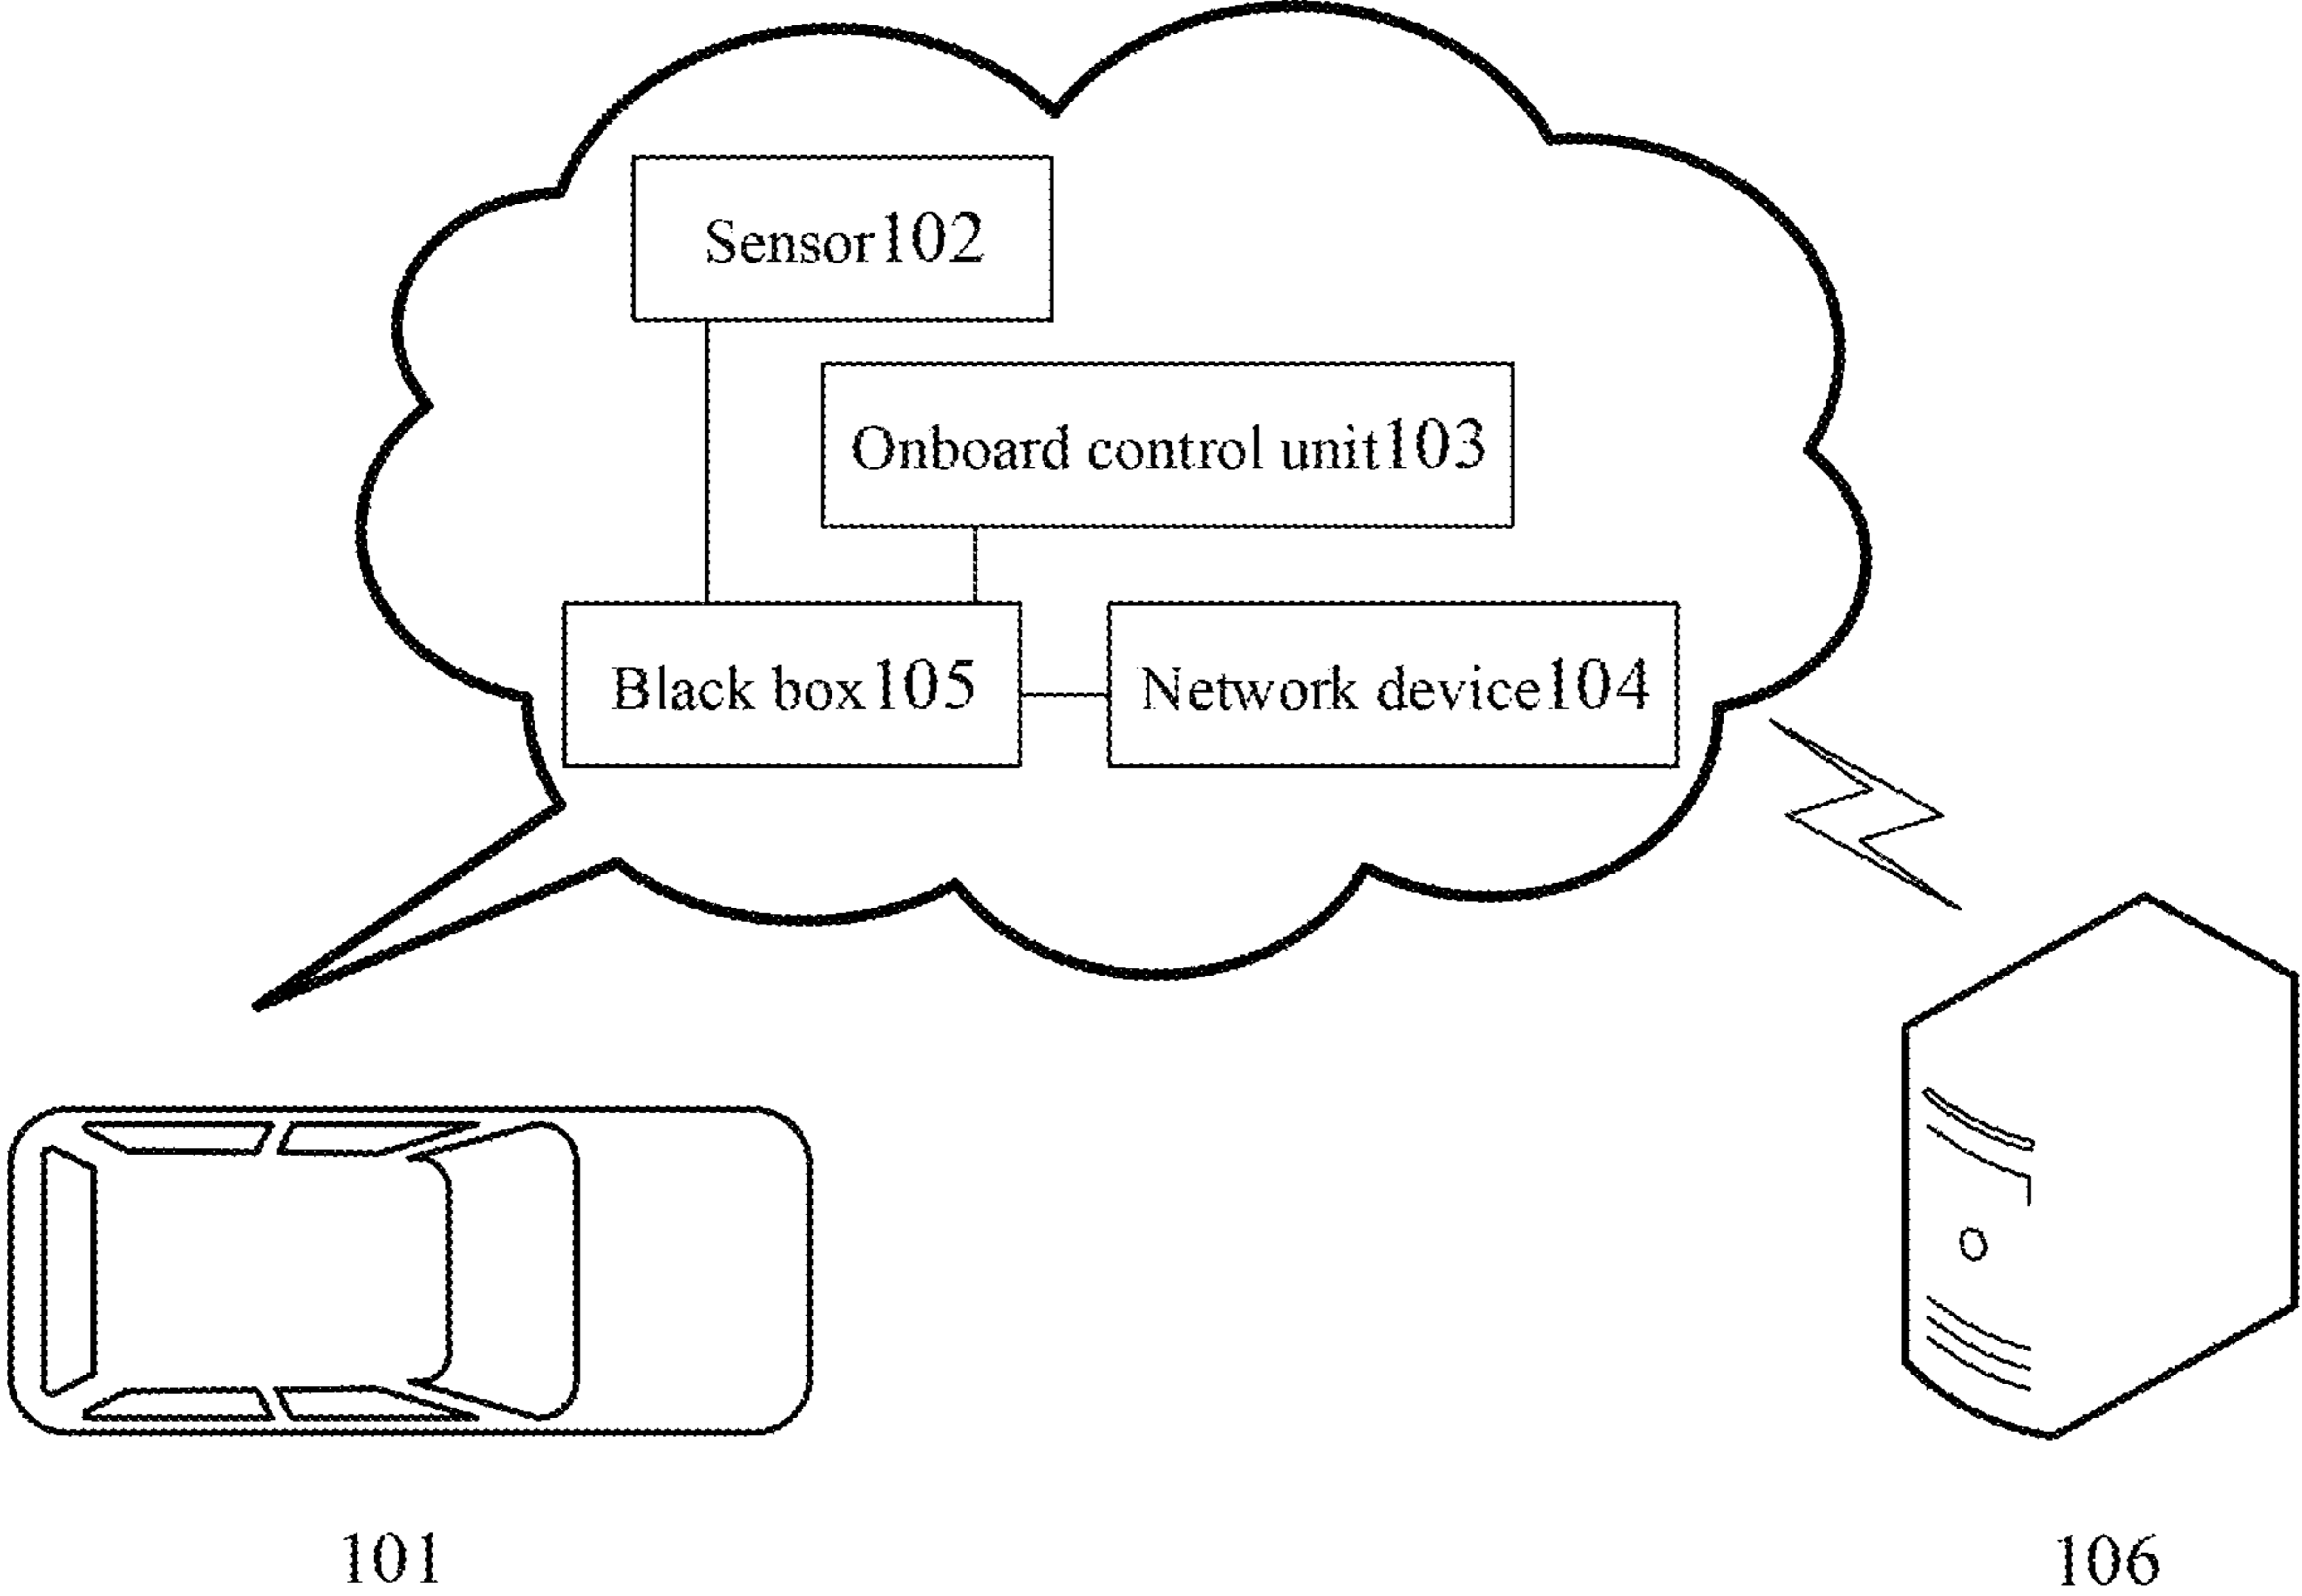 Sensor102
Onboard control unit103
Black box105
Network device104
101
106